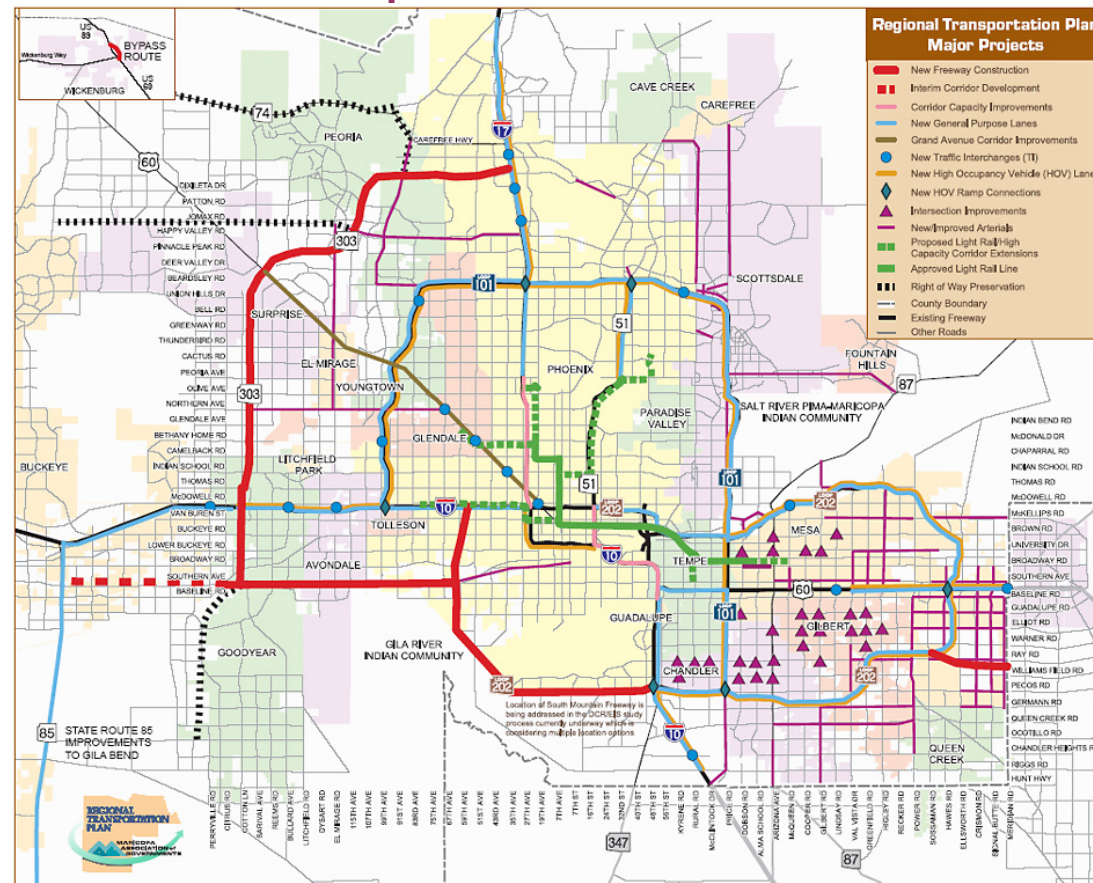 US
89
Wickenburg Way
BYPASS
ROUTE
US
60
WICKENBURG
Regional Transportation Plan
Major Projects
New Freeway Construction
Interim Corridor Development
Corridor Capacity Improvements
New General Purpose Lanes
Grand Avenue Corridor Improvements
New Traffic Interchanges (TI)
New High Occupancy Vehicle (HOV) Lane
New HOV Ramp Connections
Intersection Improvements
New/Improved Arterials
Proposed Light Rail/High
Capacity Corridor Extensions
Approved Light Rail Line
Right of Way Preservation
County Boundary
Existing Freeway
Other Roads
CAVE CREEK
CAREFREE
74
17
PEORIA
CAREFREE HWY
60
DIXILETA DR
PATTON RD
JOMAX RD
HAPPY VALLEY RD
PINNACLE PEAK RD
DEER VALLEY DR
BEARDSLEY RD
UNION HILLS DR
BELL RD
GREENWAY RD
THUNDERBIRD RD
CACTUS RD
PEORIA AVE
OLIVE AVE
NORTHERN AVE
GLENDALE AVE
BETHANY HOME RD
CAMELBACK RD
INDIAN SCHOOL RD
THOMAS RD
McDOWELL RD
VAN BUREN ST
BUCKEYE RD
LOWER BUCKEYE RD
BROADWAY RD
SOUTHERN AVE
BASELINE RD
303
LOOP
101
SCOTTSDALE
SURPRISE
51
EL MIRAGE
YOUNGTOWN
PHOENIX
FOUNTAIN
HILLS
87
303
PARADISE
VALLEY
SALT RIVER PIMA-MARICOPA
INDIAN COMMUNITY
GLENDALE
LITCHFIELD
PARK
BUCKEYE
INDIAN BEND RD
McDONALD DR
CHAPARRAL RD
INDIAN SCHOOL RD
THOMAS RD
McDOWELL RD
McKELLIPS RD
BROWN RD
UNIVERSITY DR
BROADWAY RD
SOUTHERN AVE
BASELINE RD
GUADALUPE RD
ELLIOT RD
WARNER RD
RAY RD
WILLIAMS FIELD RD
PECOS RD
GERMANN RD
QUEEN CREEK RD
OCOTILLO RD
CHANDLER HEIGHTS R
RIGGS RD
HUNT HWY
51
LOOP
101
10
LOOP
202
LOOP
202
TOLLESON
MESA
10
AVONDALE
TEMPE
60
LOOP
101
GUADALUPE
GILBERT
GOODYEAR
GILA RIVER
INDIAN COMMUNITY
CHANDLER
LOOP
202
LOOP
202
Location of South Mountain Freeway is
being addressed in the DCR/EIS study
process currently underway which is
considering multiple location options
10
85
STATE ROUTE 85
IMPROVEMENTS
TO GILA BEND
QUEEN
CREEK
REGIONAL
TRANSPORTATION
PLAN
MARICOPA
ASSOCIATION of
GOVERNMENTS
PERRYVILLE RD
CITRUS RD
COTTON LN
SARIVAL AVE
REEMS RD
BULLARD AVE
LITCHFIELD RD
DYSART RD
EL MIRAGE RD
115TH AVE
107TH AVE
99TH AVE
91ST AVE
83RD AVE
75TH AVE
67TH AVE
59TH AVE
51ST AVE
43RD AVE
35TH AVE
27TH AVE
19TH AVE
7TH AVE
7TH ST
16TH ST
24TH ST
32ND ST
40TH ST
48TH ST
56TH ST
KYRENE RD
RURAL RD
McCLINTOCK DR
PRICE RD
DOBSON RD
ALMA SCHOOL RD
ARIZONA AVE
McQUEEN RD
COOPER RD
GILBERT RD
LINDSAY RD
VAL VISTA DR
GREENFIELD RD
HIGLEY RD
RECKER RD
POWER RD
SOSSAMAN RD
HAWES RD
ELLSWORTH RD
CRISMON RD
SIGNAL BUTTE RD
MERIDIAN RD
347
87